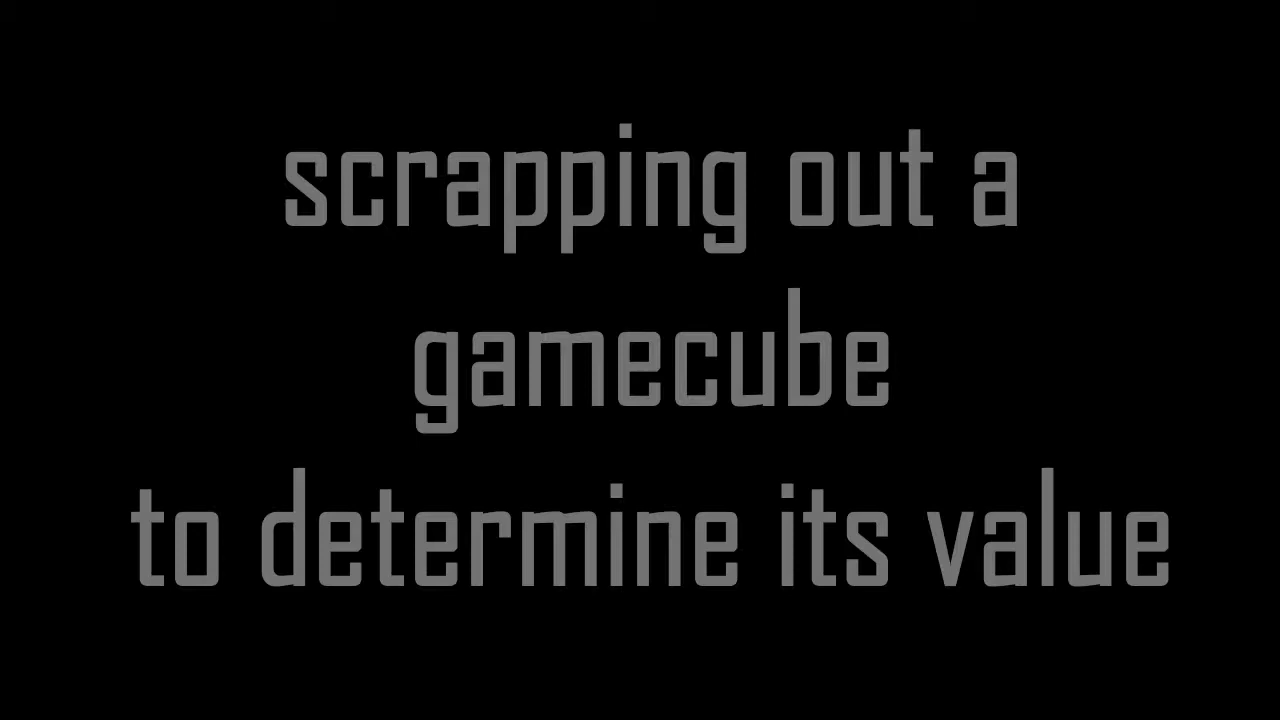 scrapping out a
gamecube
to determine its value